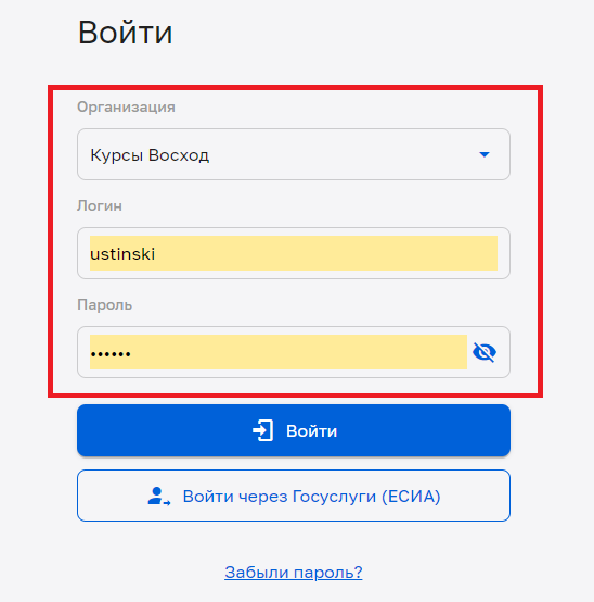 Войти
Организация
Курсы Восход
Логин
ustinski
Пароль
••••••
Войти
Войти через Госуслуги (ЕСИА)
Забыли пароль?